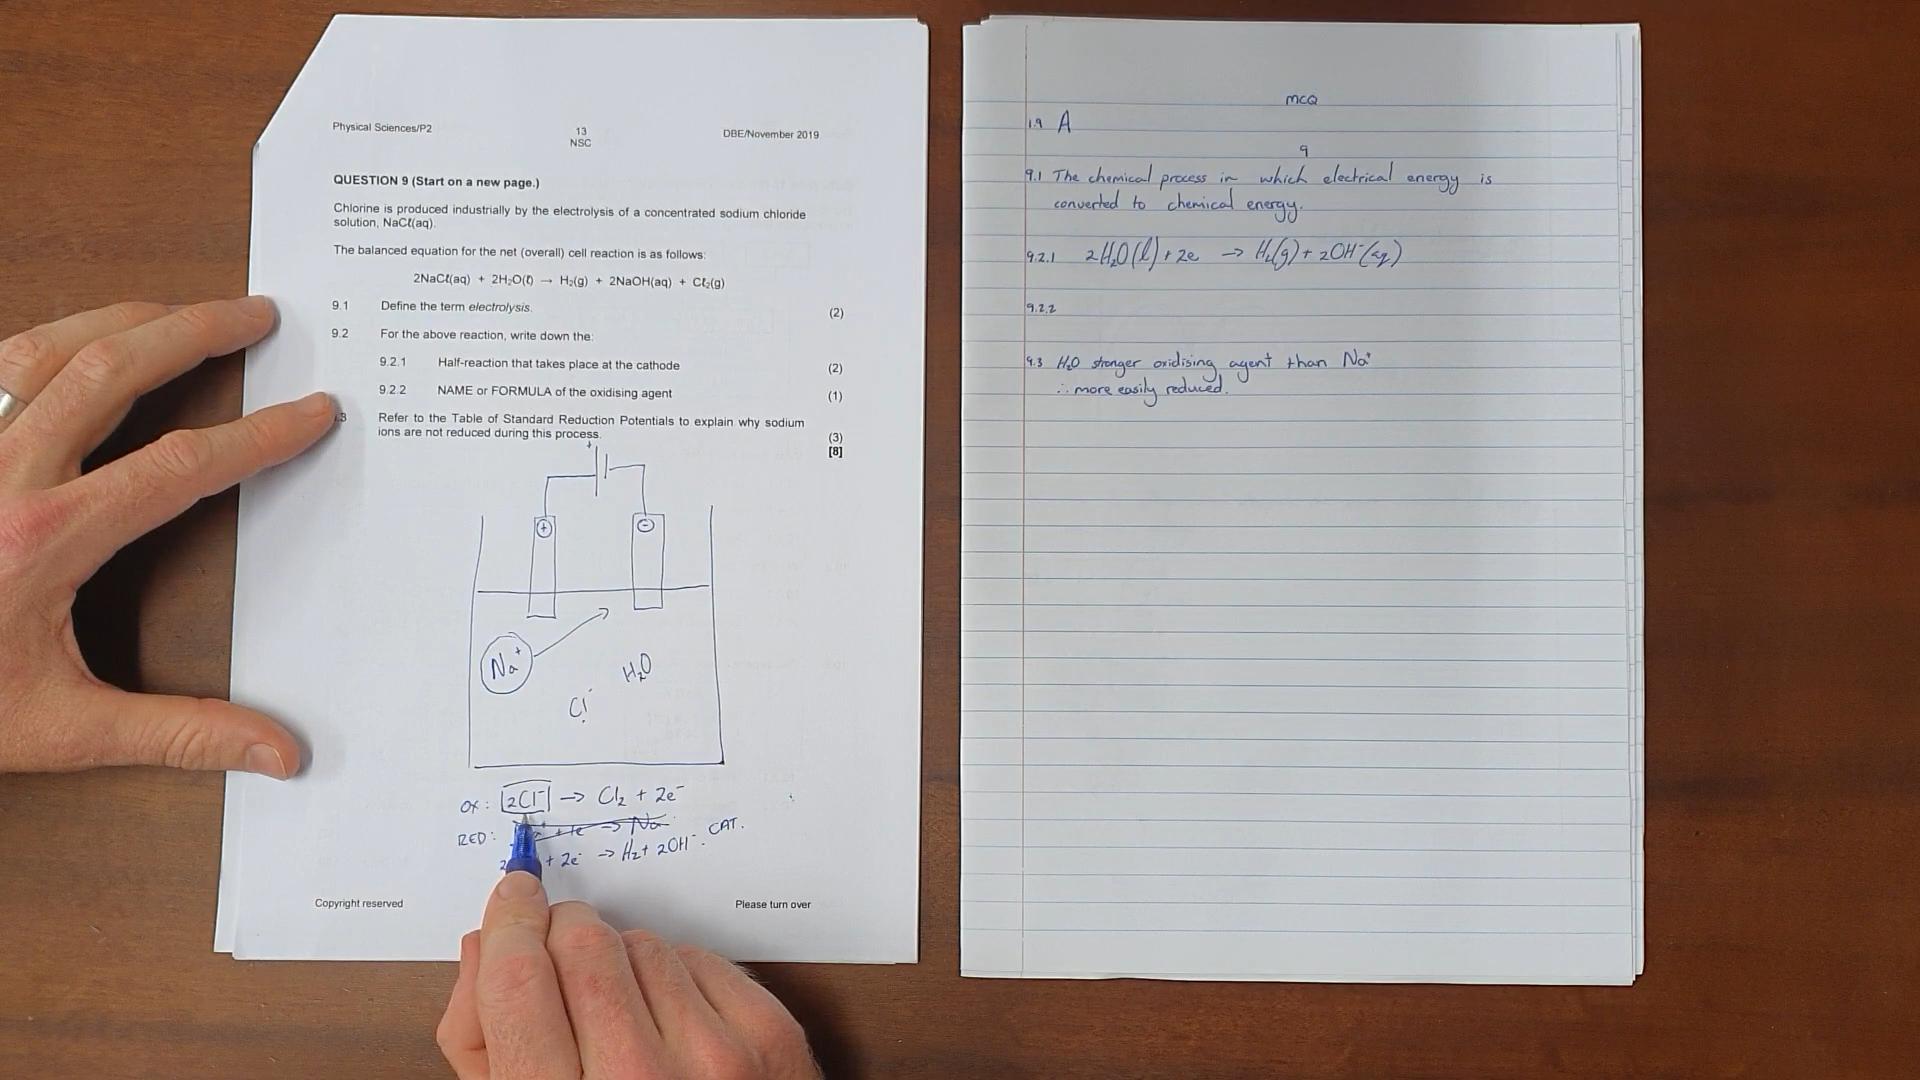 Physical Sciences/P2
13
NSC
DBE/November 2019
QUESTION 9 (Start on a new page.)
Chlorine is produced industrially by the electrolysis of a concentrated sodium chloride
solution, NaCℓ(aq).
The balanced equation for the net (overall) cell reaction is as follows:
2NaCℓ(aq) + 2H₂O(ℓ) → H₂(g) + 2NaOH(aq) + Cℓ₂(g)
9.1 Define the term electrolysis. (2)
9.2 For the above reaction, write down the:
9.2.1 Half-reaction that takes place at the cathode (2)
9.2.2 NAME or FORMULA of the oxidising agent (1)
.3 Refer to the Table of Standard Reduction Potentials to explain why sodium
ions are not reduced during this process. (3)
[8]
+
+ −
Na⁺
H₂O
Cl⁻
OX: 2Cl⁻ → Cl₂ + 2e⁻
RED: + e → Na
+ 2e⁻ → H₂ + 2OH⁻. CAT.
Copyright reserved
Please turn over
MCQ
1.9 A
9
9.1 The chemical process in which electrical energy is
converted to chemical energy.
9.2.1 2H₂O(l) + 2e → H₂(g) + 2OH⁻(aq)
9.2.2
9.3 H₂O stronger oxidising agent than Na⁺
∴ more easily reduced.